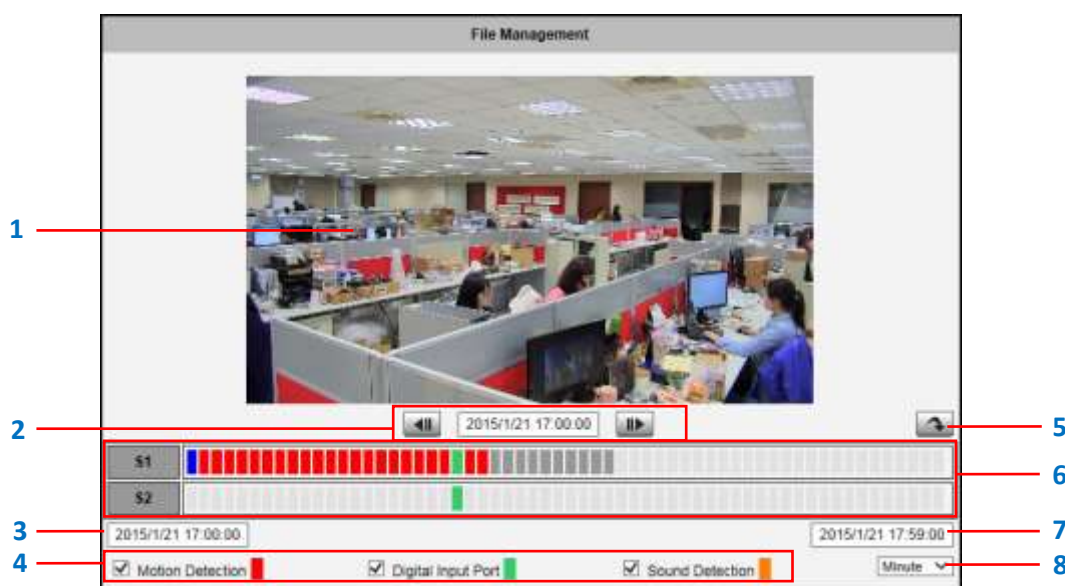 File Management
1
2
2015/1/21 17:00:00
5
S1
6
S2
3
2015/1/21 17:00:00
2015/1/21 17:59:00
7
4
Motion Detection
Digital Input Port
Sound Detection
Minute
8